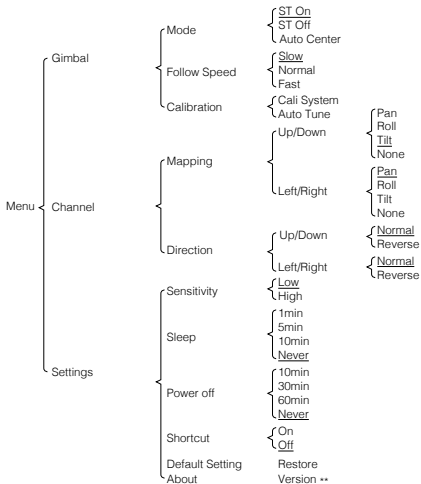 ST On
Mode ST Off
Auto Center
Gimbal Slow
Follow Speed Normal
Fast
Calibration Cali System
Auto Tune
Pan
Up/Down Roll
Tilt
None
Mapping
Pan
Left/Right Roll
Tilt
None
Menu Channel
Up/Down Normal
Reverse
Direction
Left/Right Normal
Reverse
Sensitivity Low
High
1min
Sleep 5min
10min
Never
Settings
10min
Power off 30min
60min
Never
Shortcut On
Off
Default Setting Restore
About Version **